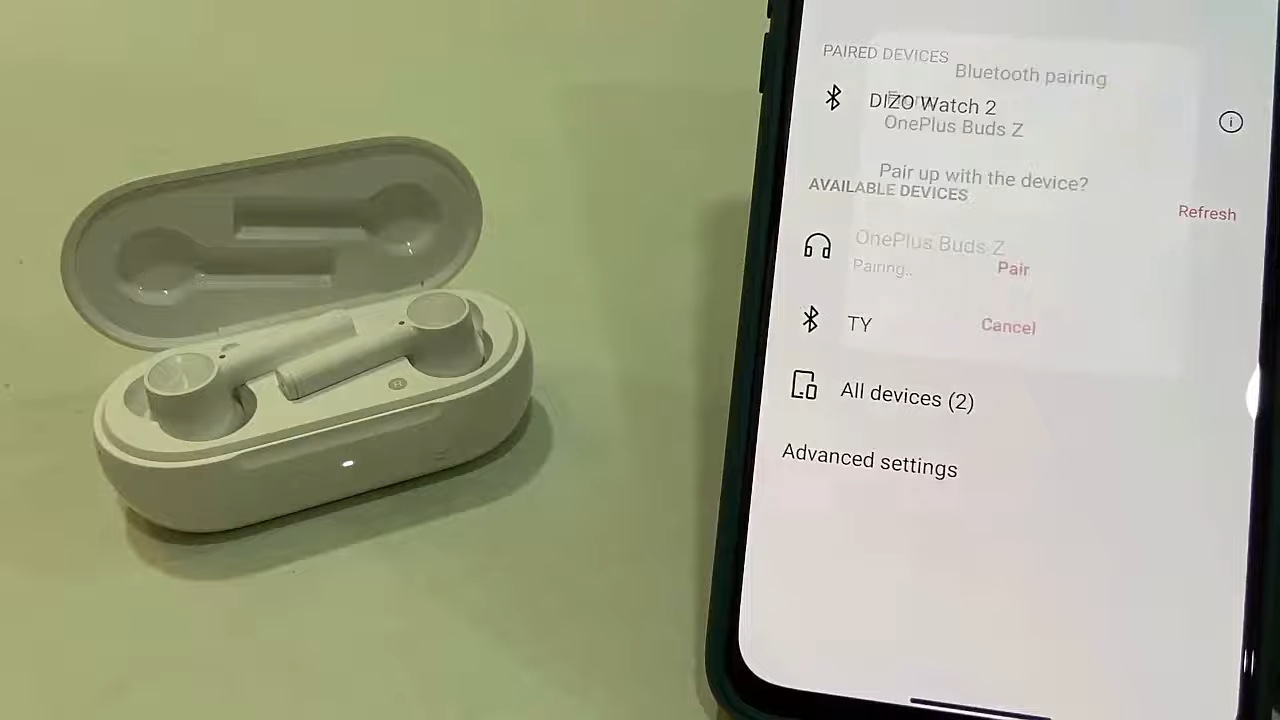 PAIRED DEVICES
Bluetooth pairing
DIZO Watch 2
OnePlus Buds Z
Pair up with the device?
AVAILABLE DEVICES
Refresh
OnePlus Buds Z
Pairing..
Pair
TY
Cancel
All devices (2)
Advanced settings